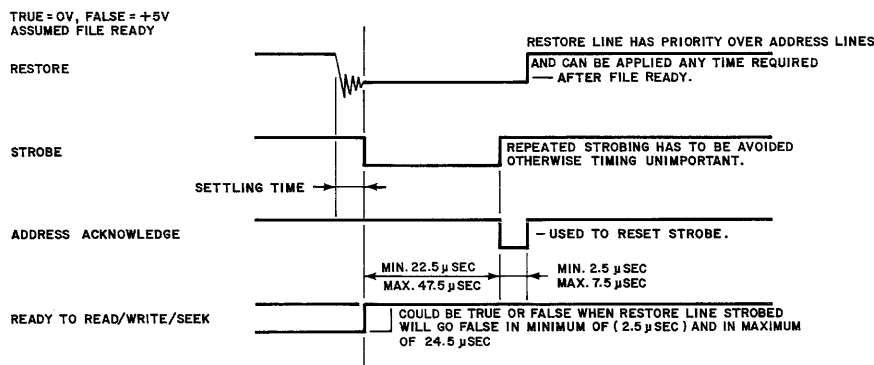 TRUE = 0V, FALSE = +5V
ASSUMED FILE READY
RESTORE LINE HAS PRIORITY OVER ADDRESS LINES
AND CAN BE APPLIED ANY TIME REQUIRED
— AFTER FILE READY.
RESTORE
STROBE
REPEATED STROBING HAS TO BE AVOIDED
OTHERWISE TIMING UNIMPORTANT.
SETTLING TIME
ADDRESS ACKNOWLEDGE
— USED TO RESET STROBE.
MIN. 22.5 µSEC
MAX. 47.5 µSEC
MIN. 2.5 µSEC
MAX. 7.5 µSEC
READY TO READ/WRITE/SEEK
COULD BE TRUE OR FALSE WHEN RESTORE LINE STROBED
WILL GO FALSE IN MINIMUM OF (2.5 µSEC) AND IN MAXIMUM
OF 24.5 µSEC